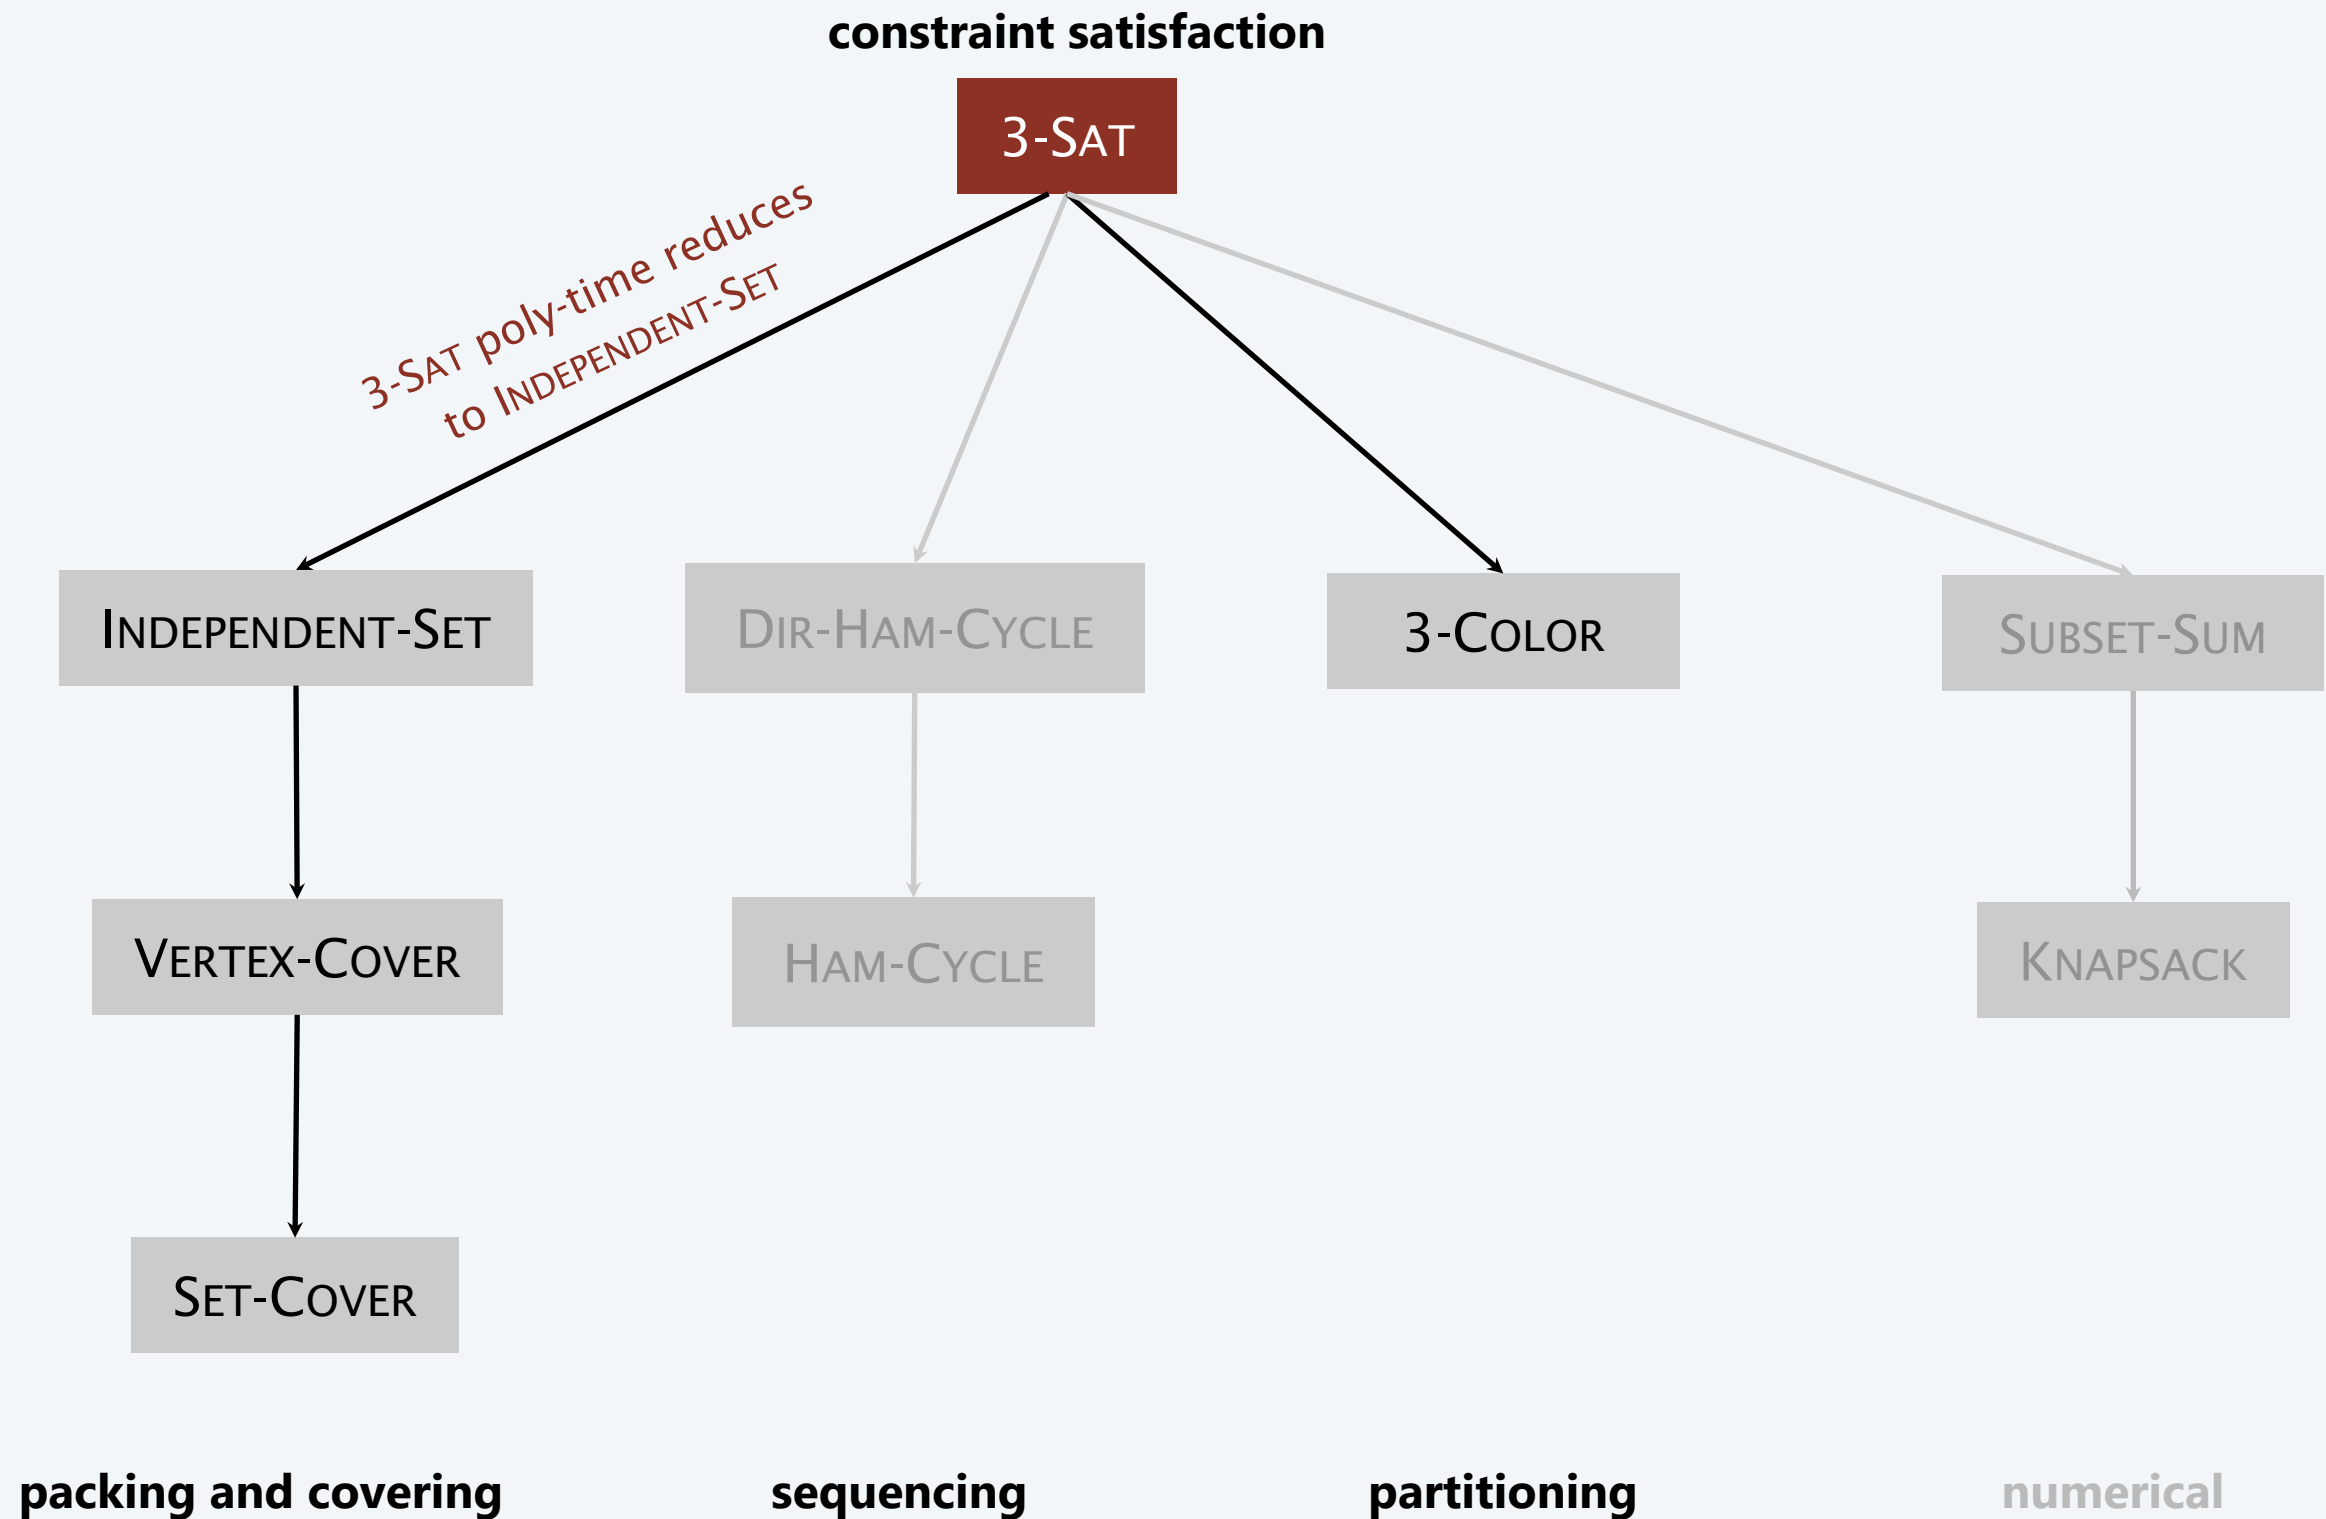 constraint satisfaction
3-SAT
3-SAT poly-time reduces
to INDEPENDENT-SET
INDEPENDENT-SET
DIR-HAM-CYCLE
3-COLOR
SUBSET-SUM
VERTEX-COVER
HAM-CYCLE
KNAPSACK
SET-COVER
packing and covering
sequencing
partitioning
numerical